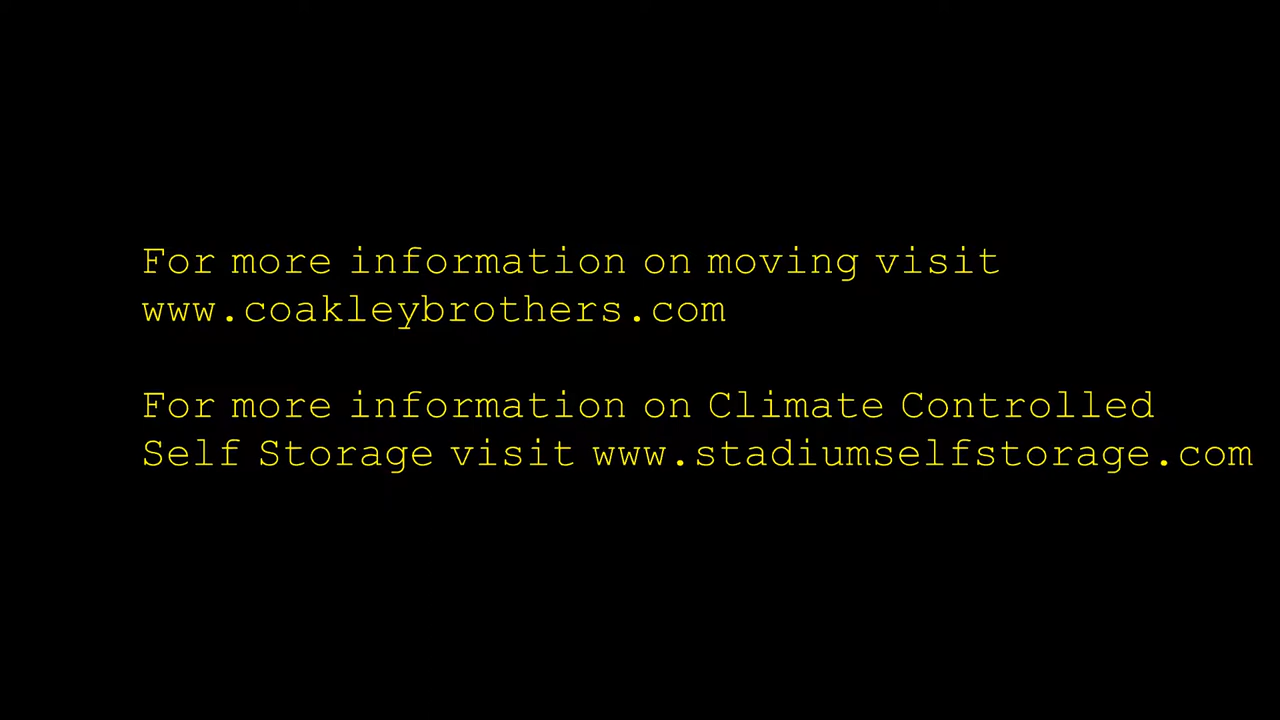 For more information on moving visit
www.coakleybrothers.com
For more information on Climate Controlled
Self Storage visit www.stadiumselfstorage.com